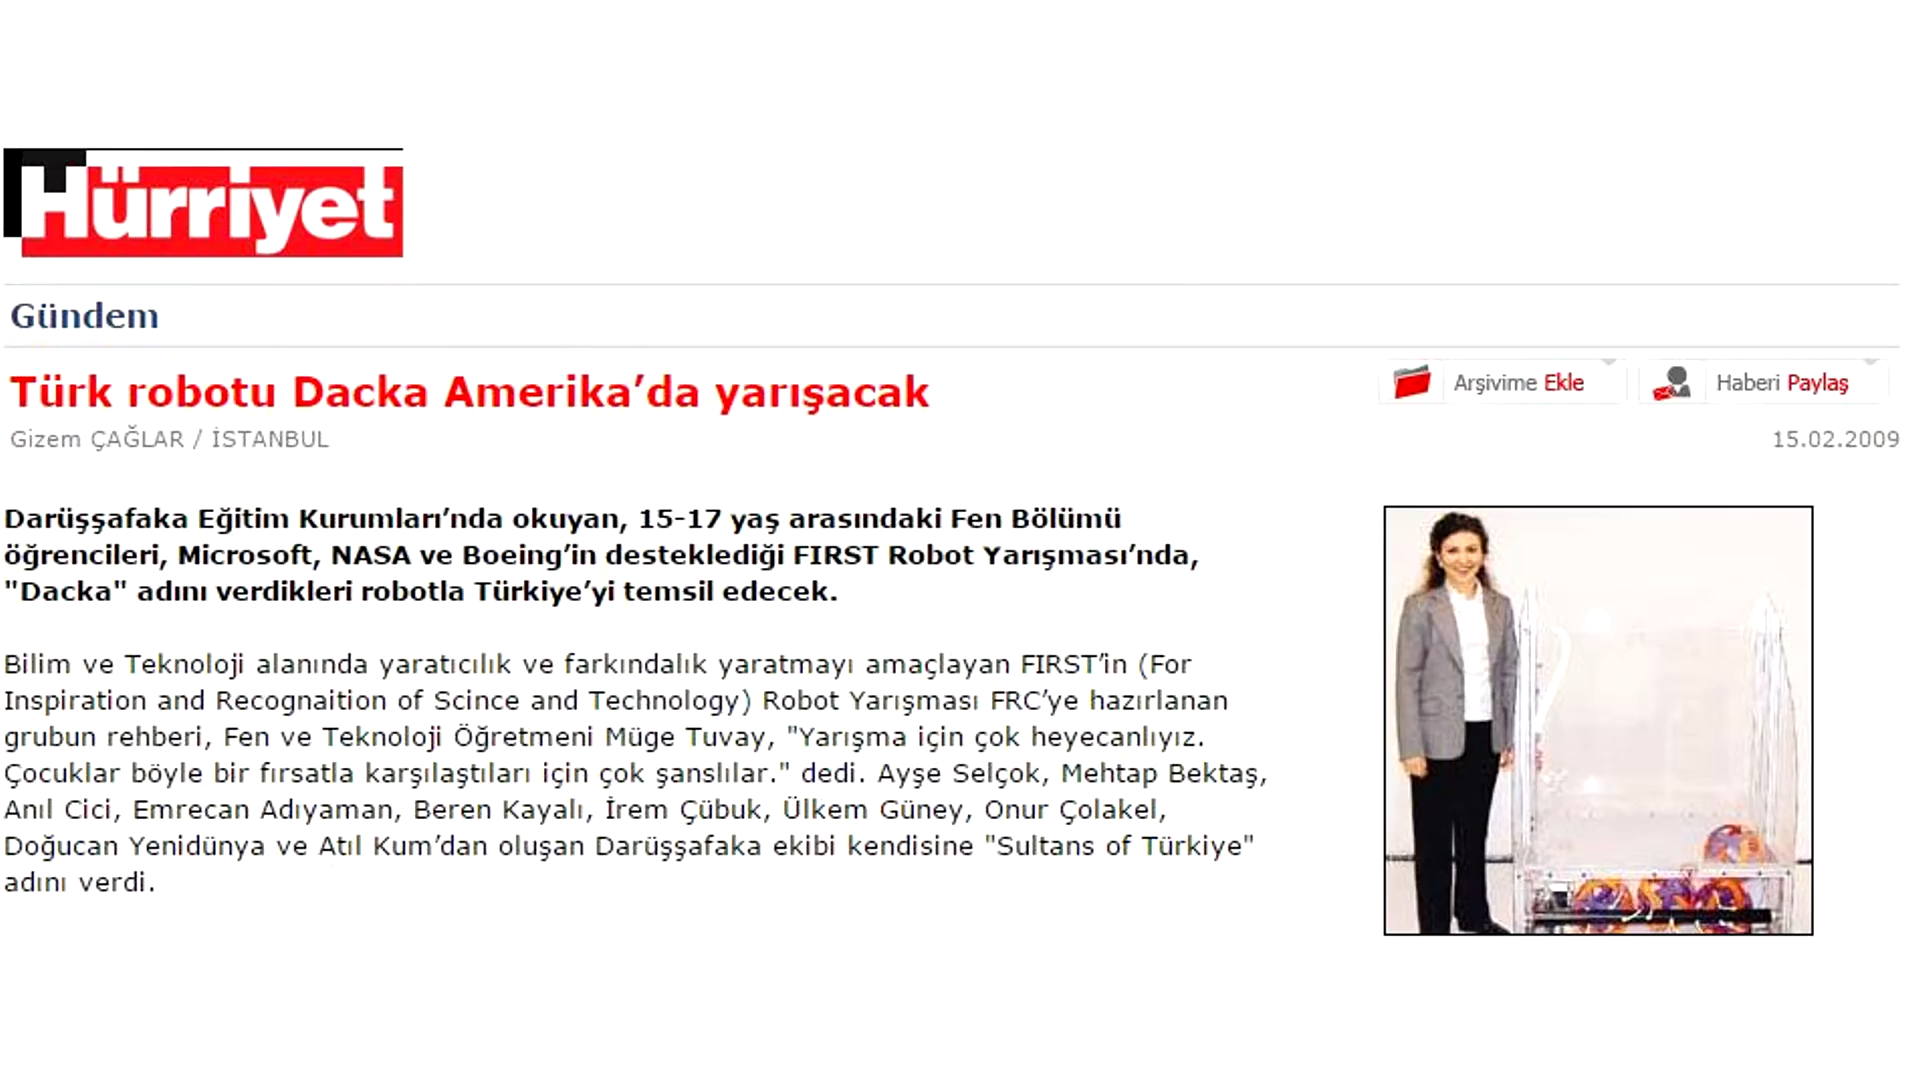 Hürriyet
Gündem
Türk robotu Dacka Amerika’da yarışacak
Arşivime Ekle
Haberi Paylaş
Gizem ÇAĞLAR / İSTANBUL
15.02.2009
Darüşşafaka Eğitim Kurumları’nda okuyan, 15-17 yaş arasındaki Fen Bölümü
öğrencileri, Microsoft, NASA ve Boeing’in desteklediği FIRST Robot Yarışması’nda,
"Dacka" adını verdikleri robotla Türkiye’yi temsil edecek.
Bilim ve Teknoloji alanında yaratıcılık ve farkındalık yaratmayı amaçlayan FIRST’in (For
Inspiration and Recognaition of Scince and Technology) Robot Yarışması FRC’ye hazırlanan
grubun rehberi, Fen ve Teknoloji Öğretmeni Müge Tuvay, "Yarışma için çok heyecanlıyız.
Çocuklar böyle bir fırsatla karşılaştıları için çok şanslılar." dedi. Ayşe Selçok, Mehtap Bektaş,
Anıl Cici, Emrecan Adıyaman, Beren Kayalı, İrem Çübuk, Ülkem Güney, Onur Çolakel,
Doğucan Yenidünya ve Atıl Kum’dan oluşan Darüşşafaka ekibi kendisine "Sultans of Türkiye"
adını verdi.